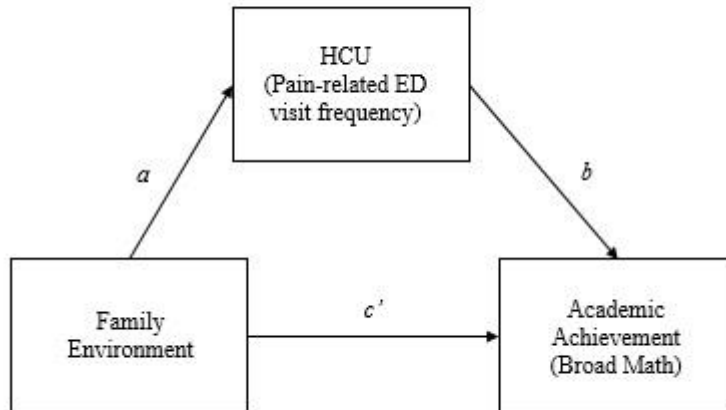 HCU
(Pain-related ED
visit frequency)
a
b
Family
Environment
c’
Academic
Achievement
(Broad Math)